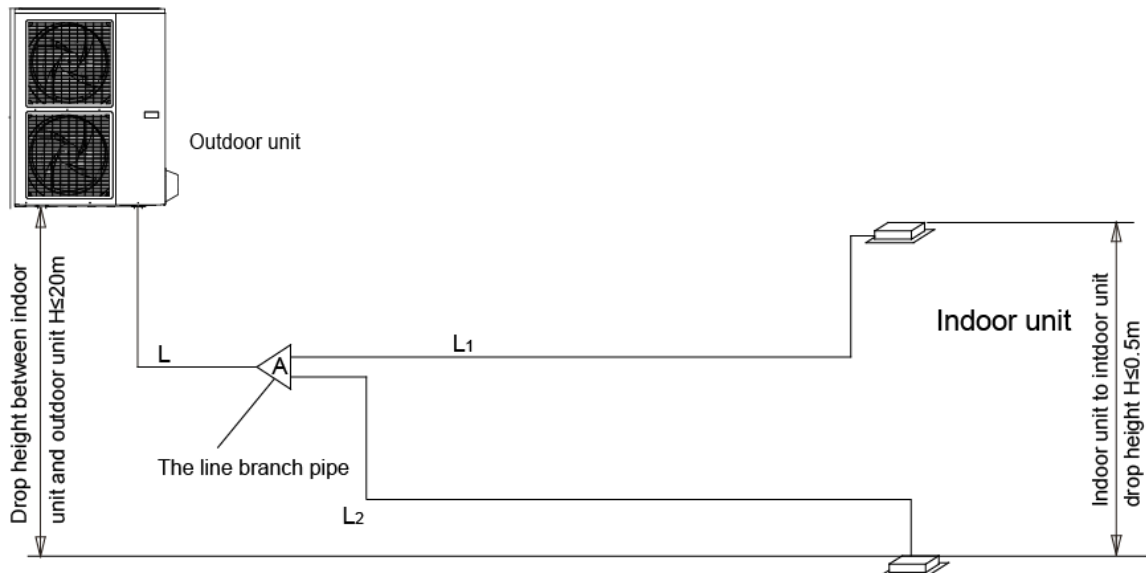 Outdoor unit
Drop height between indoor
unit and outdoor unit H≤20m
L
A
L1
The line branch pipe
L2
Indoor unit
Indoor unit to intdoor unit
drop height H≤0.5m